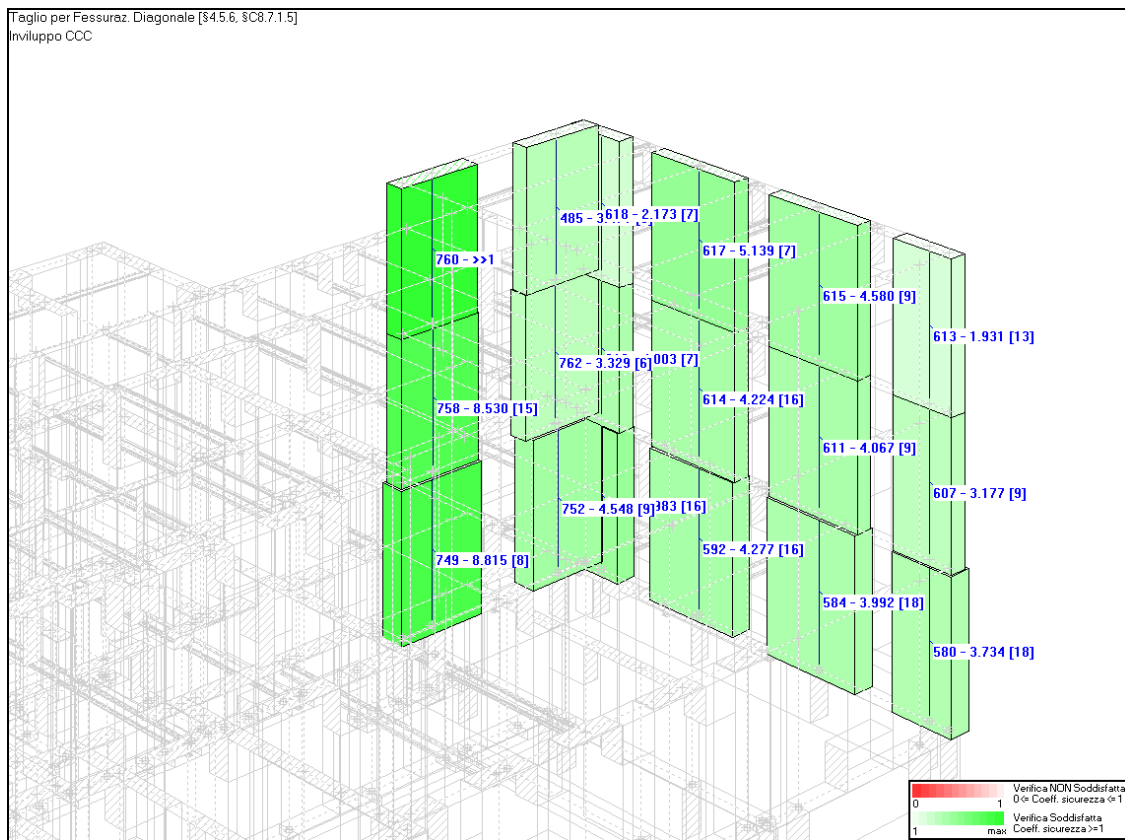 Taglio per Fessuraz. Diagonale [§4.5.6, §C8.7.1.5]
Inviluppo CCC
618 - 2.173 [7]
485 -
617 - 5.139 [7]
760 - >>1
615 - 4.580 [9]
613 - 1.931 [13]
762 - 3.329 [6]
003 [7]
614 - 4.224 [16]
758 - 8.530 [15]
611 - 4.067 [9]
607 - 3.177 [9]
752 - 4.548 [9]
983 [16]
592 - 4.277 [16]
749 - 8.815 [8]
584 - 3.992 [18]
580 - 3.734 [18]
Verifica NON Soddisfatta
0<= Coeff. sicurezza <=1
0 1
Verifica Soddisfatta
Coeff. sicurezza >=1
1 max